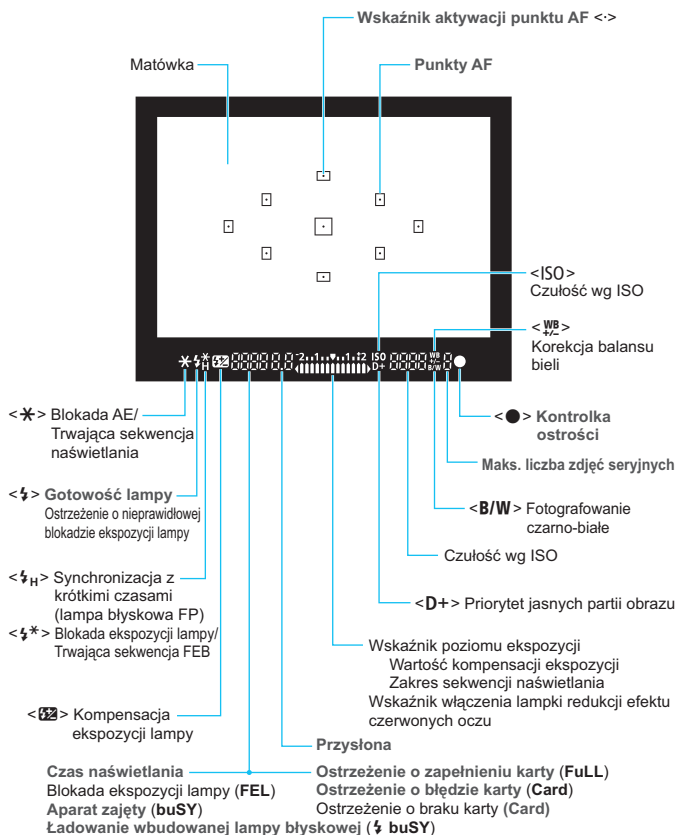 Wskaźnik aktywacji punktu AF <·>
Matówka
Punkty AF
<ISO>
Czułość wg ISO
<WB +/->
Korekcja balansu
bieli
-2..1..▼..1..+2 ISO
D+ B/W
<✱> Blokada AE/
Trwająca sekwencja
naświetlania
<●> Kontrolka
ostrości
Maks. liczba zdjęć seryjnych
<⚡> Gotowość lampy
Ostrzeżenie o nieprawidłowej
blokadzie ekspozycji lampy
<B/W> Fotografowanie
czarno-białe
Czułość wg ISO
<⚡H> Synchronizacja z
krótkimi czasami
(lampa błyskowa FP)
<D+> Priorytet jasnych partii obrazu
<⚡✱> Blokada ekspozycji lampy/
Trwająca sekwencja FEB
Wskaźnik poziomu ekspozycji
Wartość kompensacji ekspozycji
Zakres sekwencji naświetlania
Wskaźnik włączenia lampki redukcji efektu
czerwonych oczu
<⚡±> Kompensacja
ekspozycji lampy
Przysłona
Czas naświetlania
Blokada ekspozycji lampy (FEL)
Aparat zajęty (buSY)
Ładowanie wbudowanej lampy błyskowej (⚡ buSY)
Ostrzeżenie o zapełnieniu karty (FuLL)
Ostrzeżenie o błędzie karty (Card)
Ostrzeżenie o braku karty (Card)